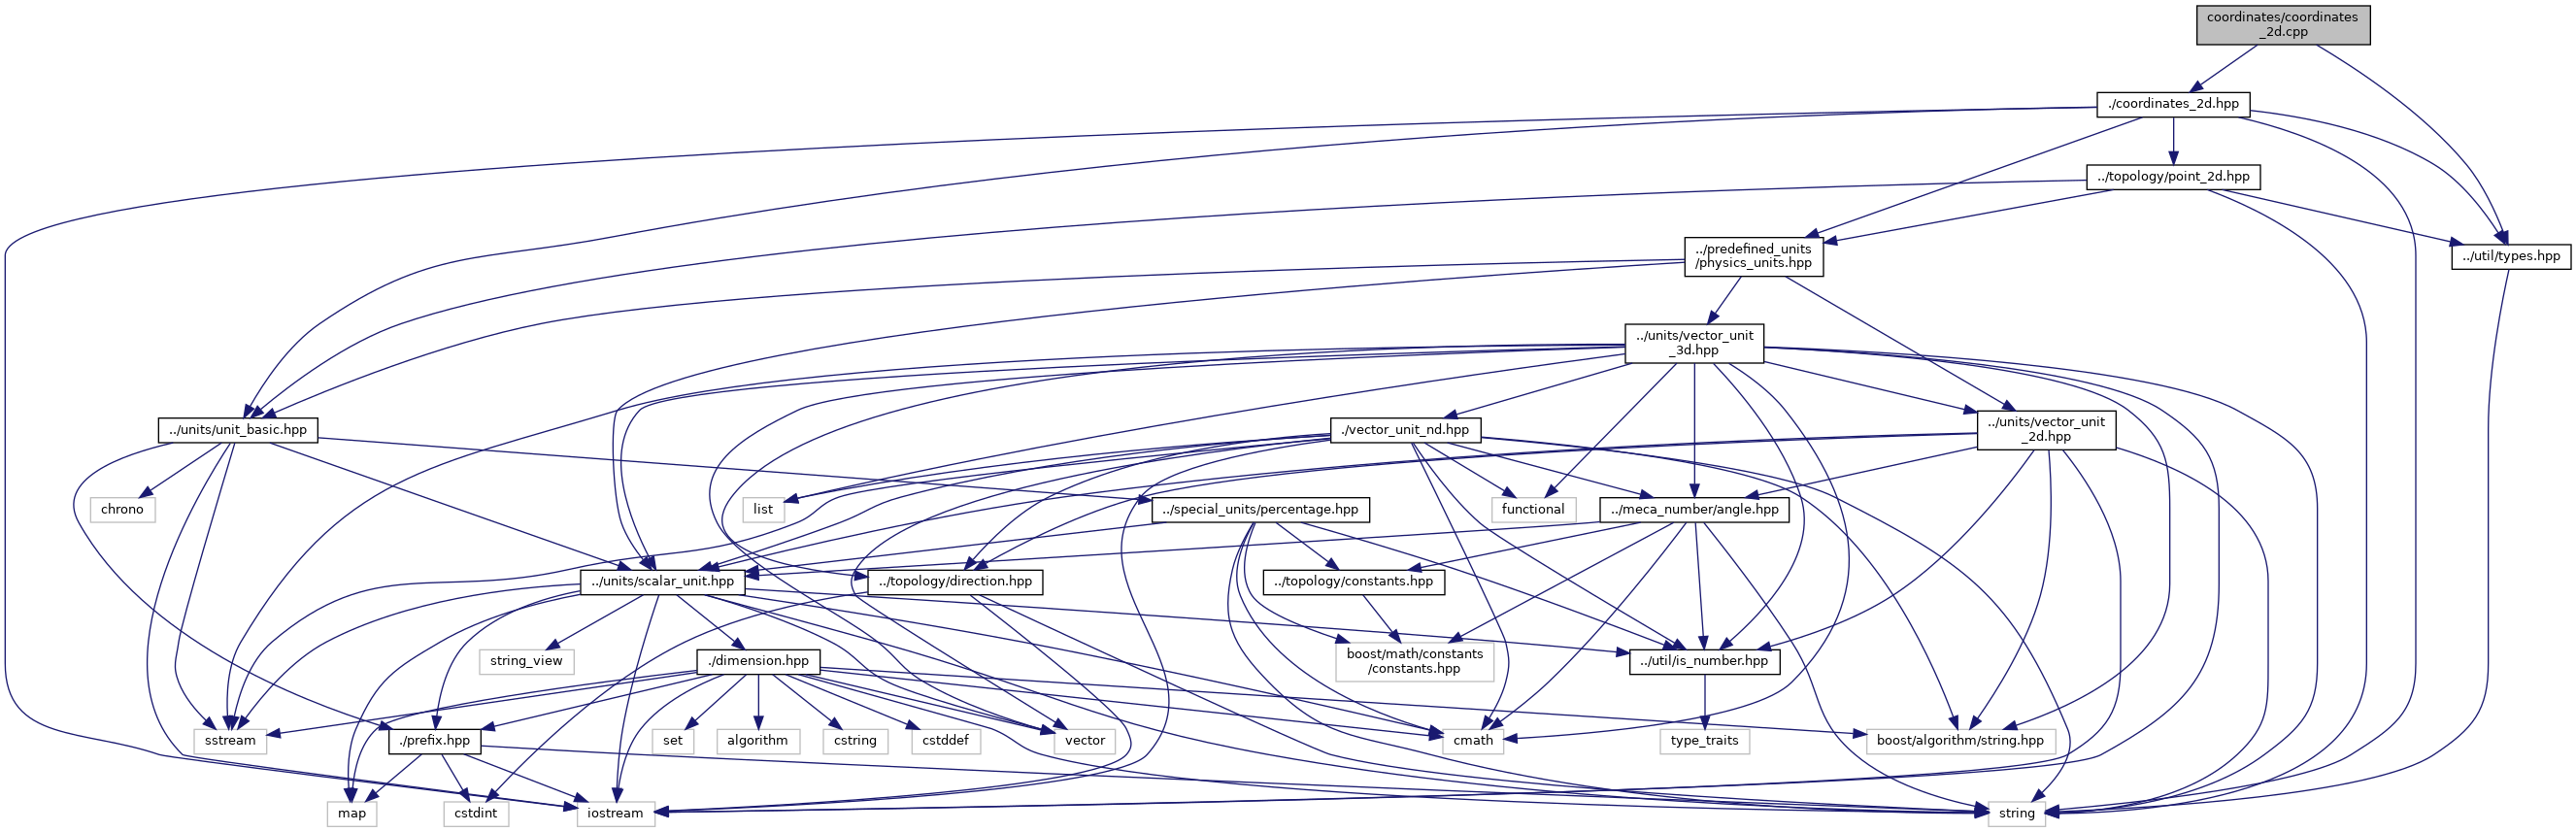 coordinates/coordinates
_2d.cpp
./coordinates_2d.hpp
../topology/point_2d.hpp
../predefined_units
/physics_units.hpp
../util/types.hpp
../units/vector_unit
_3d.hpp
../units/unit_basic.hpp
./vector_unit_nd.hpp
../units/vector_unit
_2d.hpp
chrono
list
../special_units/percentage.hpp
functional
../meca_number/angle.hpp
../units/scalar_unit.hpp
../topology/direction.hpp
../topology/constants.hpp
string_view
./dimension.hpp
boost/math/constants
/constants.hpp
../util/is_number.hpp
sstream
./prefix.hpp
set
algorithm
cstring
cstddef
vector
cmath
type_traits
boost/algorithm/string.hpp
map
cstdint
iostream
string